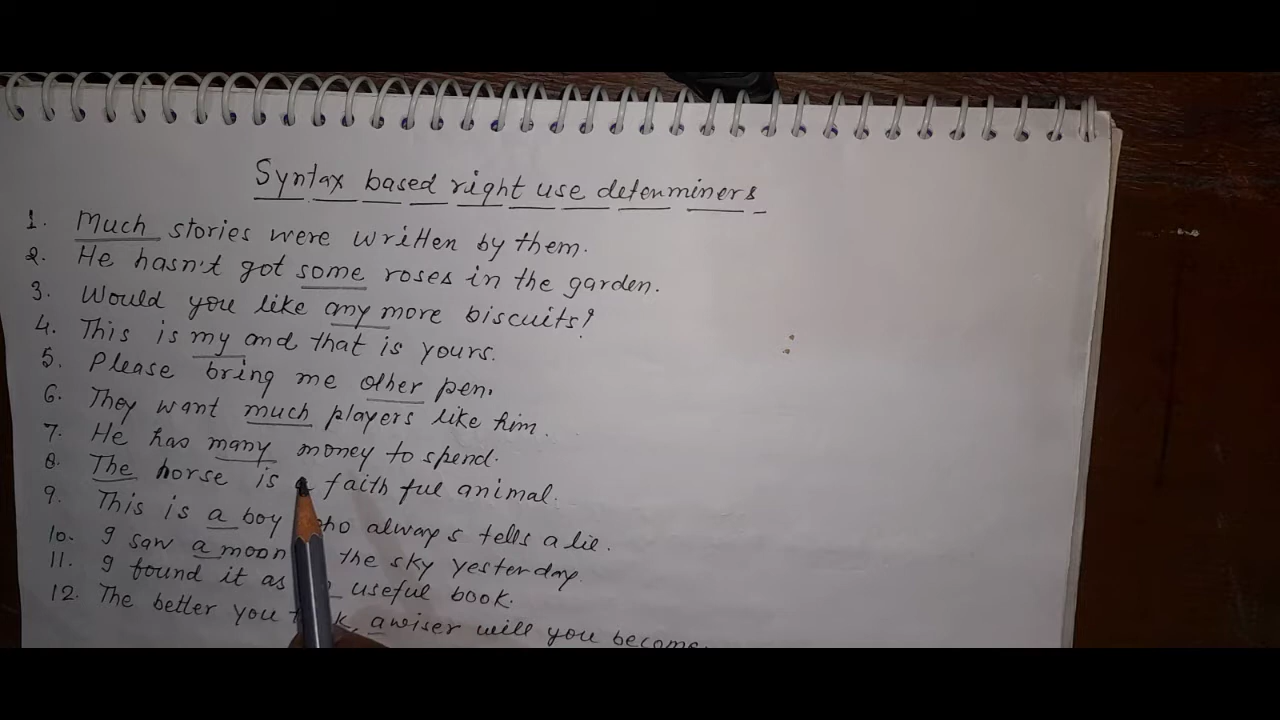 Syntax based right use determiners
1. Much stories were written by them.
2. He hasn't got some roses in the garden.
3. Would you like any more biscuits?
4. This is my and that is yours.
5. Please bring me other pen.
6. They want much players like him.
7. He has many money to spend.
8. The horse is a faith ful animal.
9. This is a boy who always tells a lie.
10. I saw a moon the sky yesterday.
11. I found it as useful book.
12. The better you, a wiser will you become.